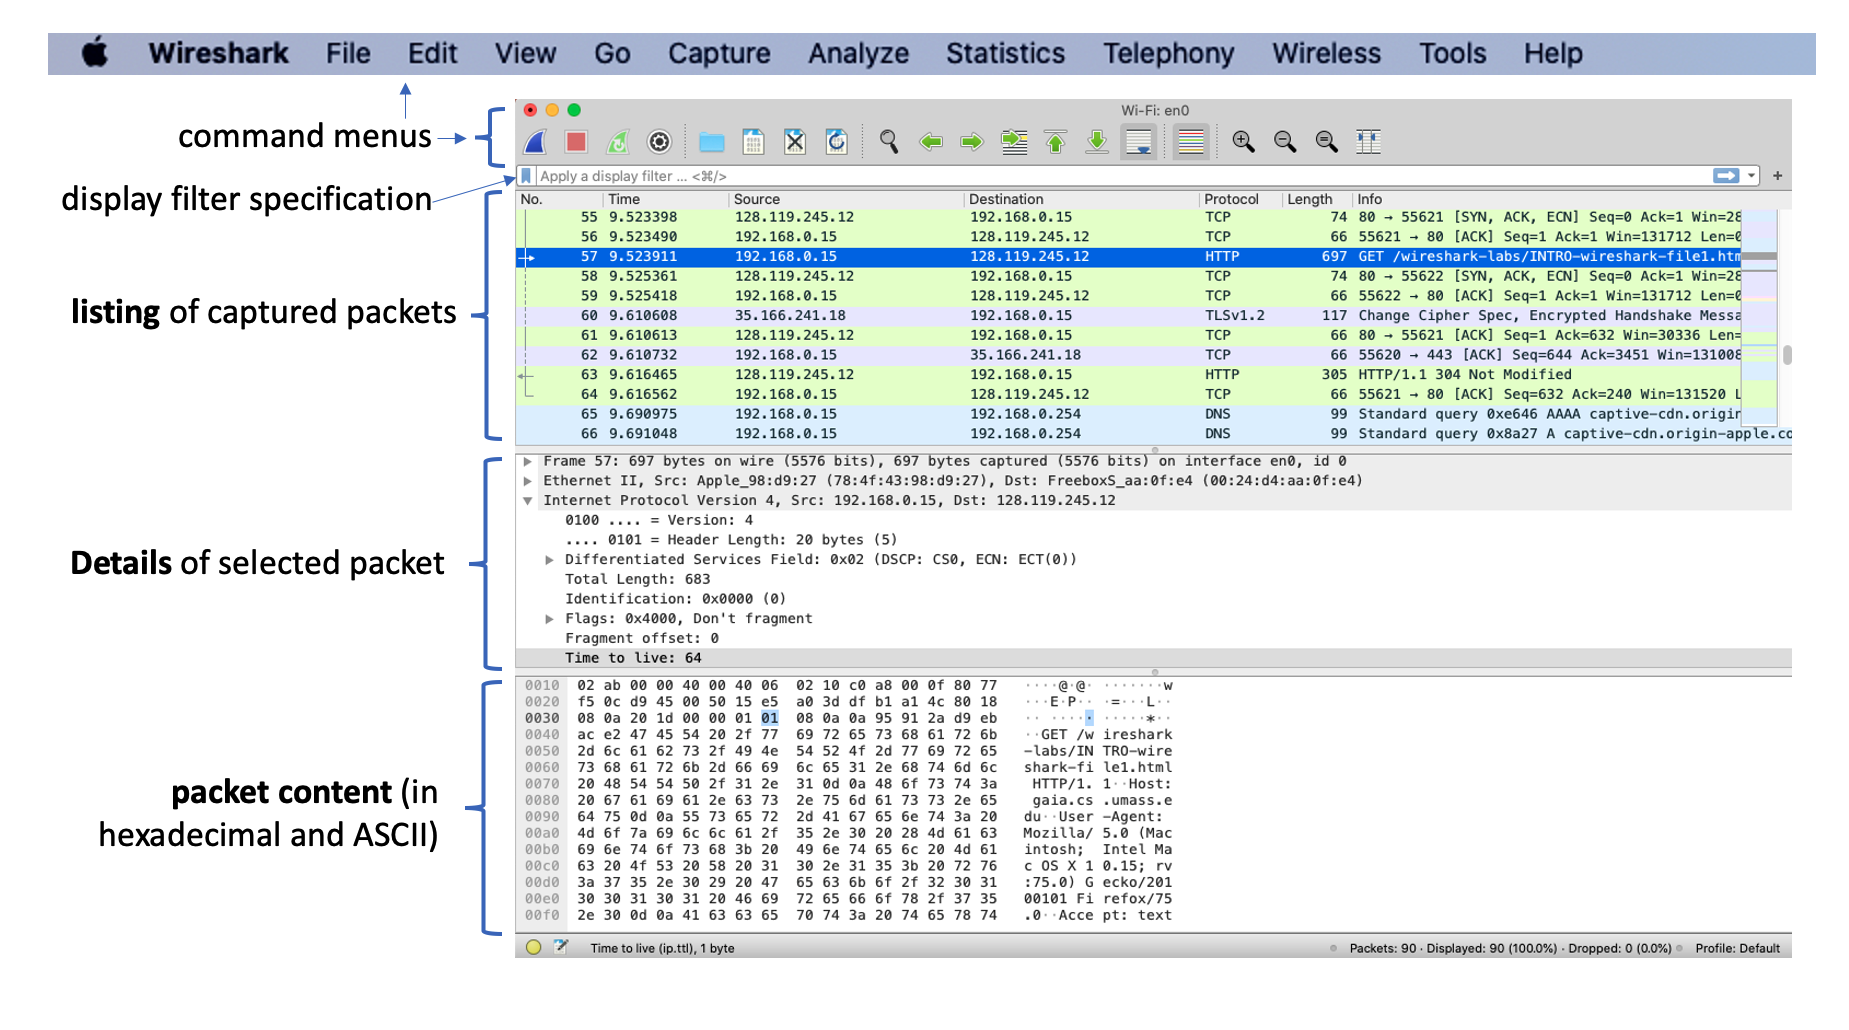 Wireshark File Edit View Go Capture Analyze Statistics Telephony Wireless Tools Help
command menus
display filter specification
listing of captured packets
Details of selected packet
packet content (in
hexadecimal and ASCII)
Wi-Fi: en0
Apply a display filter ... <⌘/>
No. Time Source Destination Protocol Length Info
55 9.523398 128.119.245.12 192.168.0.15 TCP 74 80 → 55621 [SYN, ACK, ECN] Seq=0 Ack=1 Win=28
56 9.523490 192.168.0.15 128.119.245.12 TCP 66 55621 → 80 [ACK] Seq=1 Ack=1 Win=131712 Len=0
57 9.523911 192.168.0.15 128.119.245.12 HTTP 697 GET /wireshark-labs/INTRO-wireshark-file1.htm
58 9.525361 128.119.245.12 192.168.0.15 TCP 74 80 → 55622 [SYN, ACK, ECN] Seq=0 Ack=1 Win=28
59 9.525418 192.168.0.15 128.119.245.12 TCP 66 55622 → 80 [ACK] Seq=1 Ack=1 Win=131712 Len=0
60 9.610608 35.166.241.18 192.168.0.15 TLSv1.2 117 Change Cipher Spec, Encrypted Handshake Messa
61 9.610613 128.119.245.12 192.168.0.15 TCP 66 80 → 55621 [ACK] Seq=1 Ack=632 Win=30336 Len=
62 9.610732 192.168.0.15 35.166.241.18 TCP 66 55620 → 443 [ACK] Seq=644 Ack=3451 Win=131008
63 9.616465 128.119.245.12 192.168.0.15 HTTP 305 HTTP/1.1 304 Not Modified
64 9.616562 192.168.0.15 128.119.245.12 TCP 66 55621 → 80 [ACK] Seq=632 Ack=240 Win=131520 L
65 9.690975 192.168.0.15 192.168.0.254 DNS 99 Standard query 0xe646 AAAA captive-cdn.origin
66 9.691048 192.168.0.15 192.168.0.254 DNS 99 Standard query 0x8a27 A captive-cdn.origin-apple.co
Frame 57: 697 bytes on wire (5576 bits), 697 bytes captured (5576 bits) on interface en0, id 0
Ethernet II, Src: Apple_98:d9:27 (78:4f:43:98:d9:27), Dst: FreeboxS_aa:0f:e4 (00:24:d4:aa:0f:e4)
Internet Protocol Version 4, Src: 192.168.0.15, Dst: 128.119.245.12
0100 .... = Version: 4
.... 0101 = Header Length: 20 bytes (5)
Differentiated Services Field: 0x02 (DSCP: CS0, ECN: ECT(0))
Total Length: 683
Identification: 0x0000 (0)
Flags: 0x4000, Don't fragment
Fragment offset: 0
Time to live: 64
0010 02 ab 00 00 40 00 40 06 02 10 c0 a8 00 0f 80 77 ····@·@· ·······w
0020 f5 0c d9 45 00 50 15 e5 a0 3d df b1 a1 4c 80 18 ···E·P·· ·=···L··
0030 08 0a 20 1d 00 00 01 01 08 0a 0a 95 91 2a d9 eb ·· ····· ·····*··
0040 ac e2 47 45 54 20 2f 77 69 72 65 73 68 61 72 6b ··GET /w ireshark
0050 2d 6c 61 62 73 2f 49 4e 54 52 4f 2d 77 69 72 65 -labs/IN TRO-wire
0060 73 68 61 72 6b 2d 66 69 6c 65 31 2e 68 74 6d 6c shark-fi le1.html
0070 20 48 54 54 50 2f 31 2e 31 0d 0a 48 6f 73 74 3a HTTP/1. 1··Host:
0080 20 67 61 69 61 2e 63 73 2e 75 6d 61 73 73 2e 65 gaia.cs .umass.e
0090 64 75 0d 0a 55 73 65 72 2d 41 67 65 6e 74 3a 20 du··User -Agent:
00a0 4d 6f 7a 69 6c 6c 61 2f 35 2e 30 20 28 4d 61 63 Mozilla/ 5.0 (Mac
00b0 69 6e 74 6f 73 68 3b 20 49 6e 74 65 6c 20 4d 61 intosh; Intel Ma
00c0 63 20 4f 53 20 58 20 31 30 2e 31 35 3b 20 72 76 c OS X 1 0.15; rv
00d0 3a 37 35 2e 30 29 20 47 65 63 6b 6f 2f 32 30 31 :75.0) G ecko/201
00e0 30 30 31 30 31 20 46 69 72 65 66 6f 78 2f 37 35 00101 Fi refox/75
00f0 2e 30 0d 0a 41 63 63 65 70 74 3a 20 74 65 78 74 .0··Acce pt: text
Time to live (ip.ttl), 1 byte
Packets: 90 · Displayed: 90 (100.0%) · Dropped: 0 (0.0%)
Profile: Default